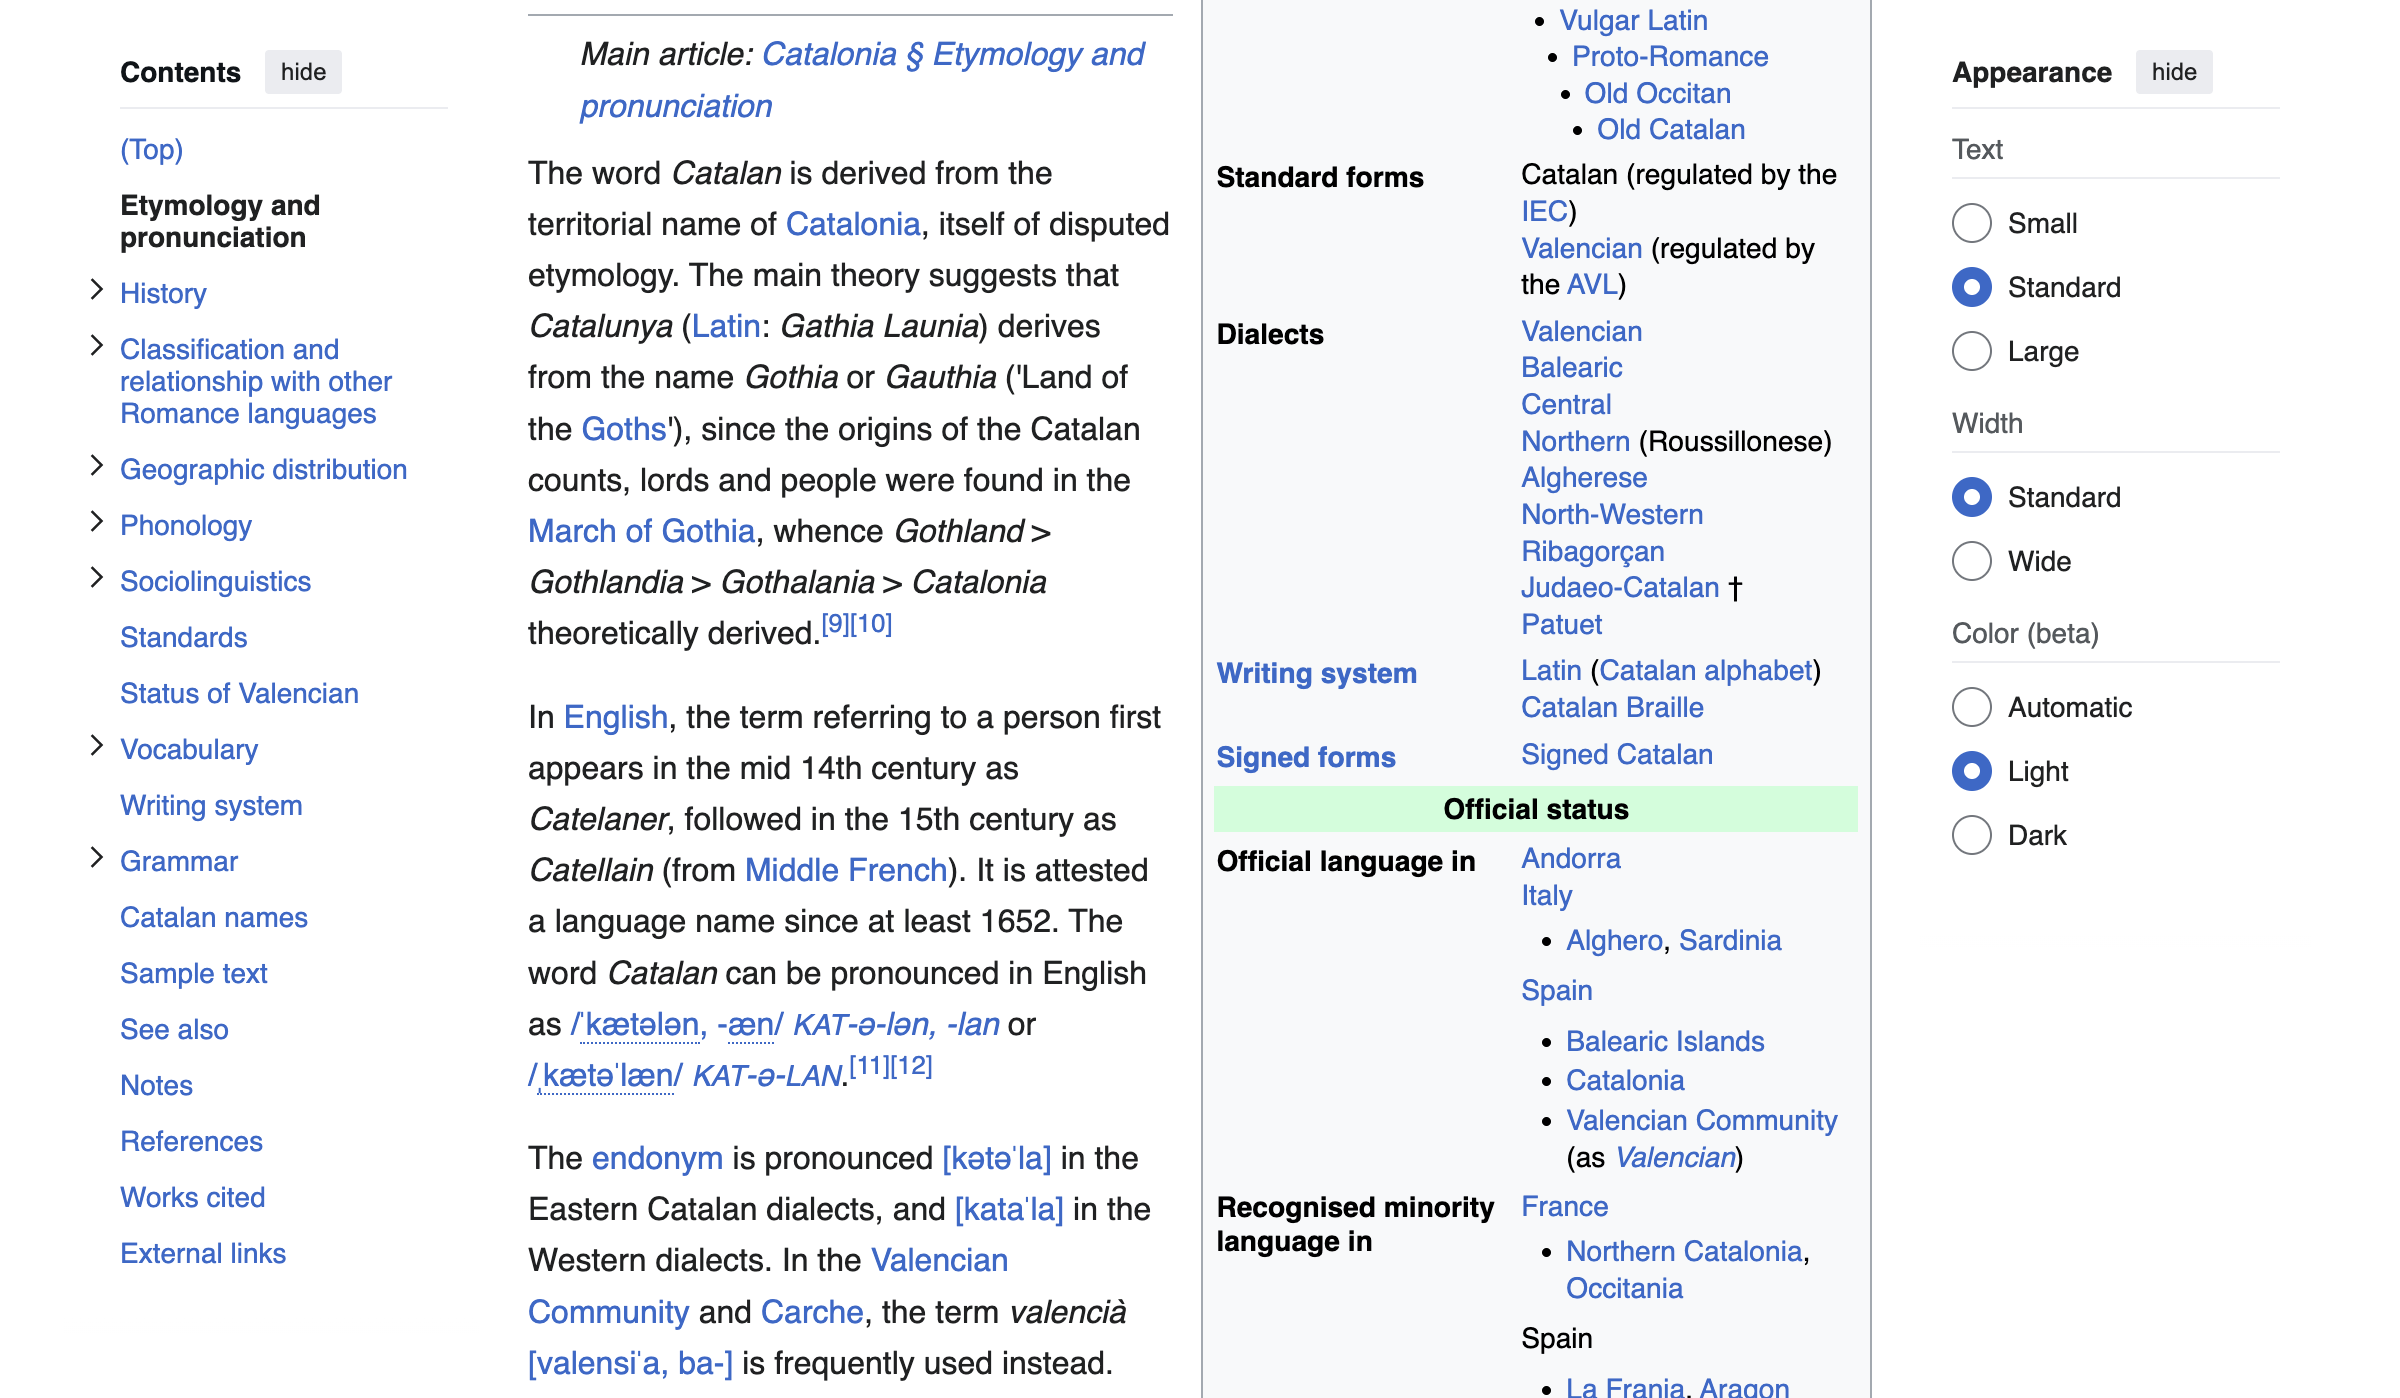 Contents hide
(Top)
Etymology and
pronunciation
History
Classification and
relationship with other
Romance languages
Geographic distribution
Phonology
Sociolinguistics
Standards
Status of Valencian
Vocabulary
Writing system
Grammar
Catalan names
Sample text
See also
Notes
References
Works cited
External links
Main article: Catalonia § Etymology and
pronunciation
The word Catalan is derived from the
territorial name of Catalonia, itself of disputed
etymology. The main theory suggests that
Catalunya (Latin: Gathia Launia) derives
from the name Gothia or Gauthia ('Land of
the Goths'), since the origins of the Catalan
counts, lords and people were found in the
March of Gothia, whence Gothland >
Gothlandia > Gothalania > Catalonia
theoretically derived.[9][10]
In English, the term referring to a person first
appears in the mid 14th century as
Catelaner, followed in the 15th century as
Catellain (from Middle French). It is attested
a language name since at least 1652. The
word Catalan can be pronounced in English
as /ˈkætələn, -æn/ KAT-ə-lən, -lan or
/ˌkætəˈlæn/ KAT-ə-LAN.[11][12]
The endonym is pronounced [kətəˈla] in the
Eastern Catalan dialects, and [kataˈla] in the
Western dialects. In the Valencian
Community and Carche, the term valencià
[valensiˈa, ba-] is frequently used instead.
• Vulgar Latin
• Proto-Romance
• Old Occitan
• Old Catalan
Standard forms Catalan (regulated by the
IEC)
Valencian (regulated by
the AVL)
Dialects Valencian
Balearic
Central
Northern (Roussillonese)
Algherese
North-Western
Ribagorçan
Judaeo-Catalan †
Patuet
Writing system Latin (Catalan alphabet)
Catalan Braille
Signed forms Signed Catalan
Official status
Official language in Andorra
Italy
• Alghero, Sardinia
Spain
• Balearic Islands
• Catalonia
• Valencian Community
(as Valencian)
Recognised minority France
language in
• Northern Catalonia,
Occitania
Spain
• La Franja, Aragon
Appearance hide
Text
Small
Standard
Large
Width
Standard
Wide
Color (beta)
Automatic
Light
Dark